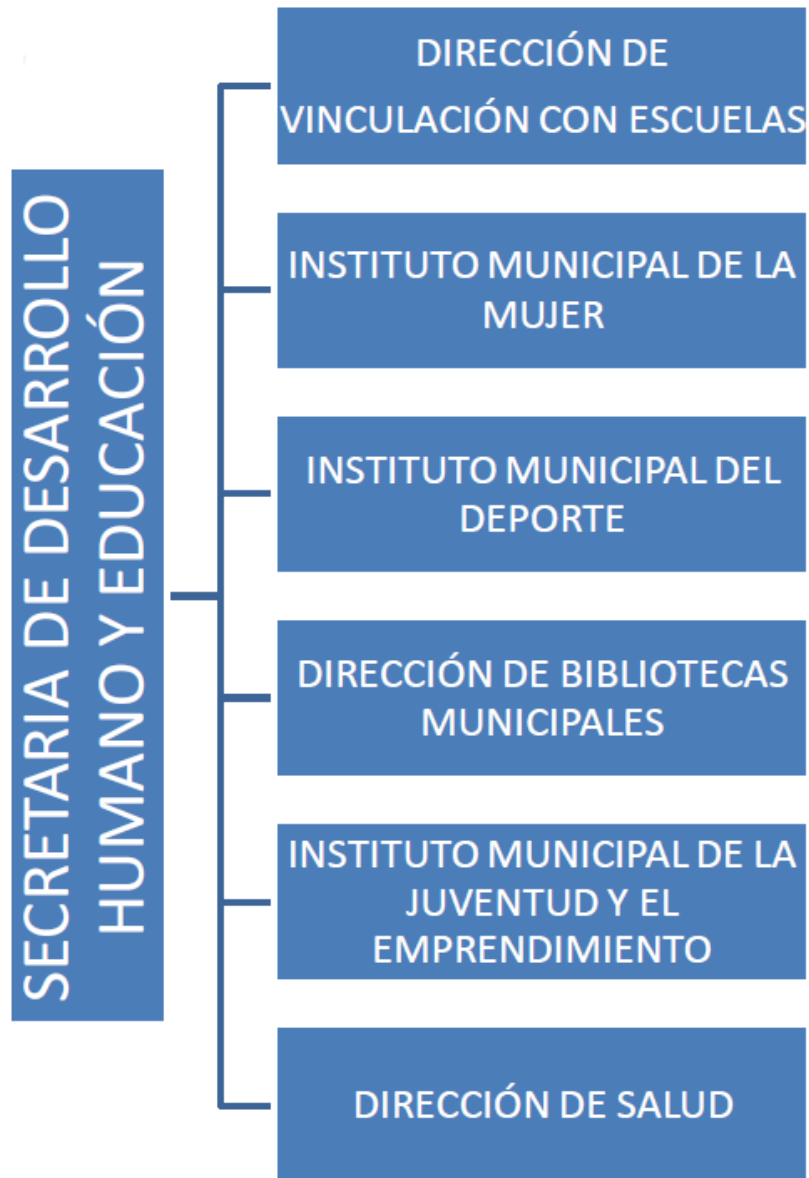 SECRETARIA DE DESARROLLO
HUMANO Y EDUCACIÓN
DIRECCIÓN DE
VINCULACIÓN CON ESCUELAS
INSTITUTO MUNICIPAL DE LA
MUJER
INSTITUTO MUNICIPAL DEL
DEPORTE
DIRECCIÓN DE BIBLIOTECAS
MUNICIPALES
INSTITUTO MUNICIPAL DE LA
JUVENTUD Y EL
EMPRENDIMIENTO
DIRECCIÓN DE SALUD